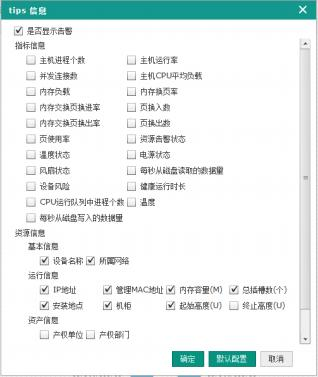 tips 信息
是否显示告警
指标信息
主机进程个数 主机运行率
并发连接数 主机CPU平均负载
内存负载 内存换页率
内存交换页换进率 页换入数
内存交换页换出率 页换出数
页使用率 资源告警状态
温度状态 电源状态
风扇状态 每秒从磁盘读取的数据量
设备风险 健康运行时长
CPU运行队列中进程个数 温度
每秒从磁盘写入的数据量
资源信息
基本信息
设备名称 所属网络
运行信息
IP地址 管理MAC地址 内存容量(M) 总插槽数(个)
安装地点 机柜 起始高度(U) 终止高度(U)
资产信息
产权单位 产权部门
确定 默认配置 取消